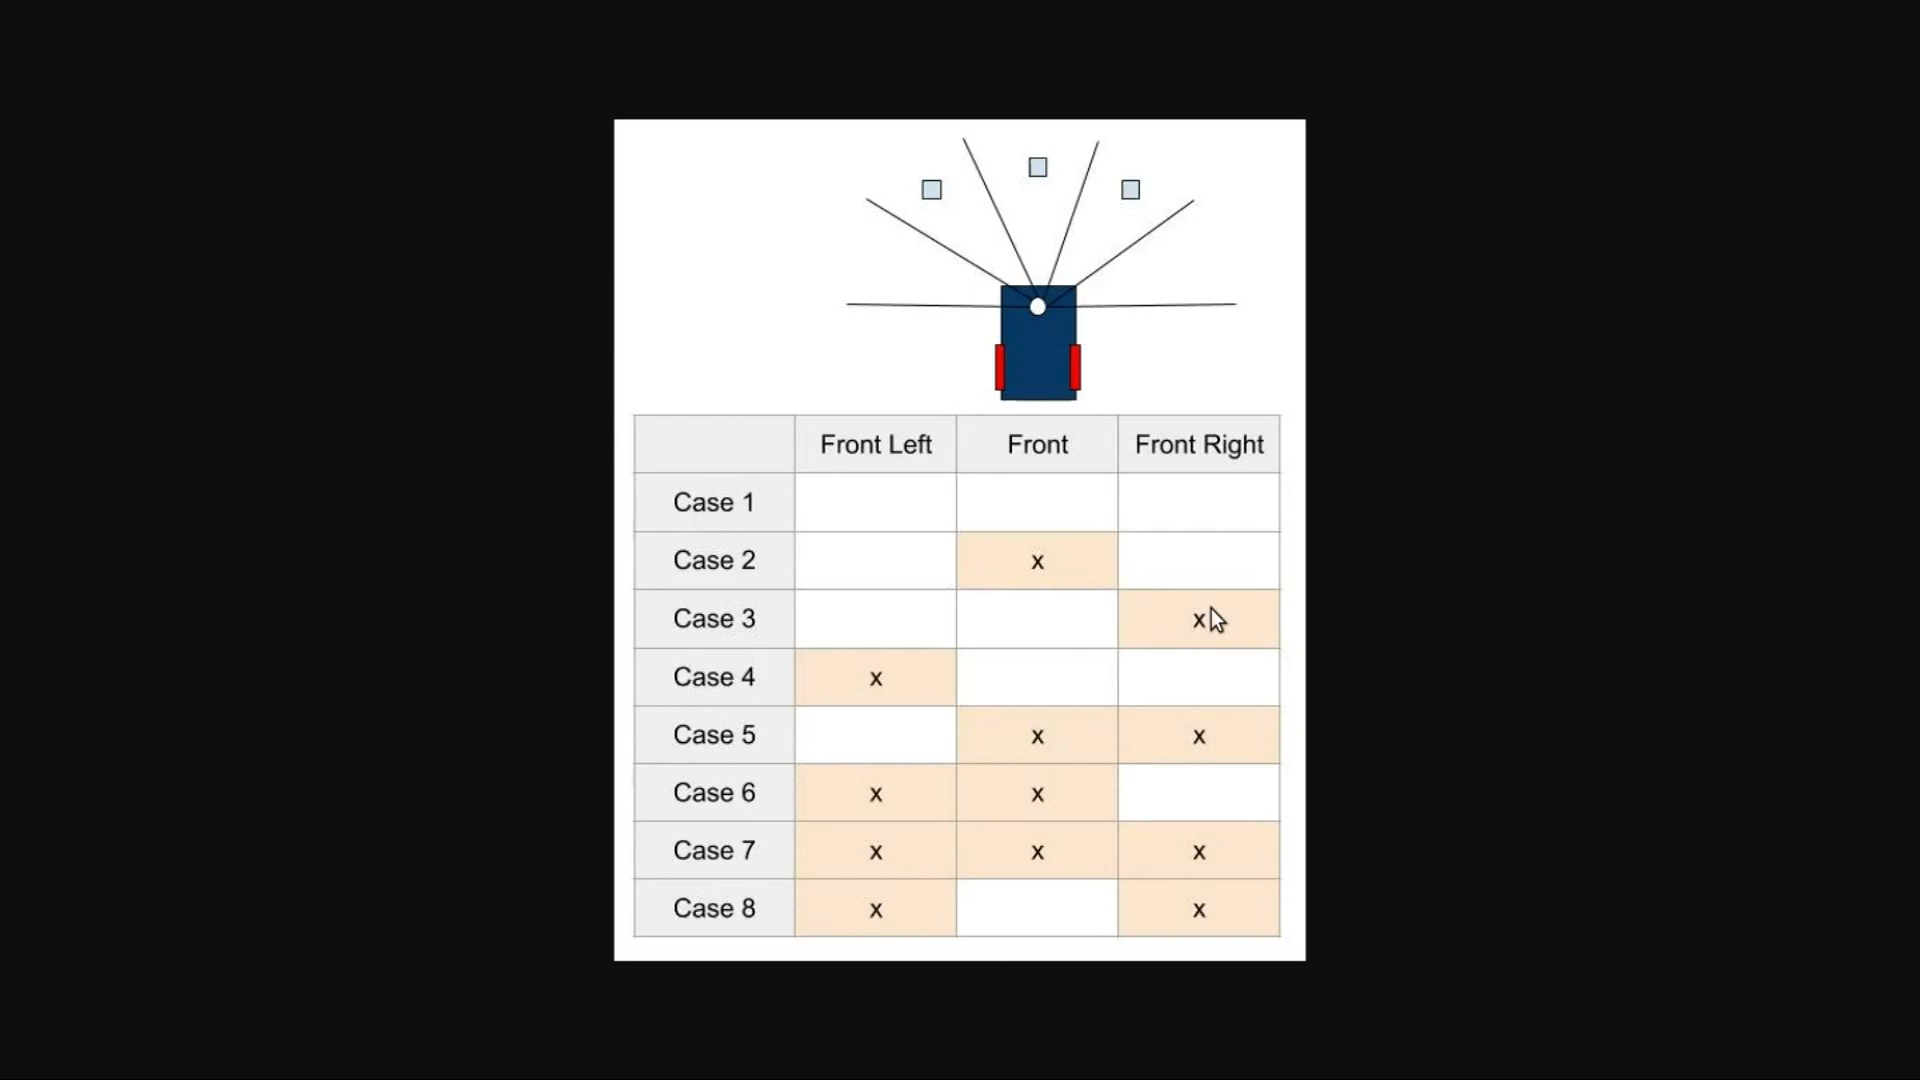 Front Left Front Front Right
Case 1
Case 2 x
Case 3 x
Case 4 x
Case 5 x x
Case 6 x x
Case 7 x x x
Case 8 x x